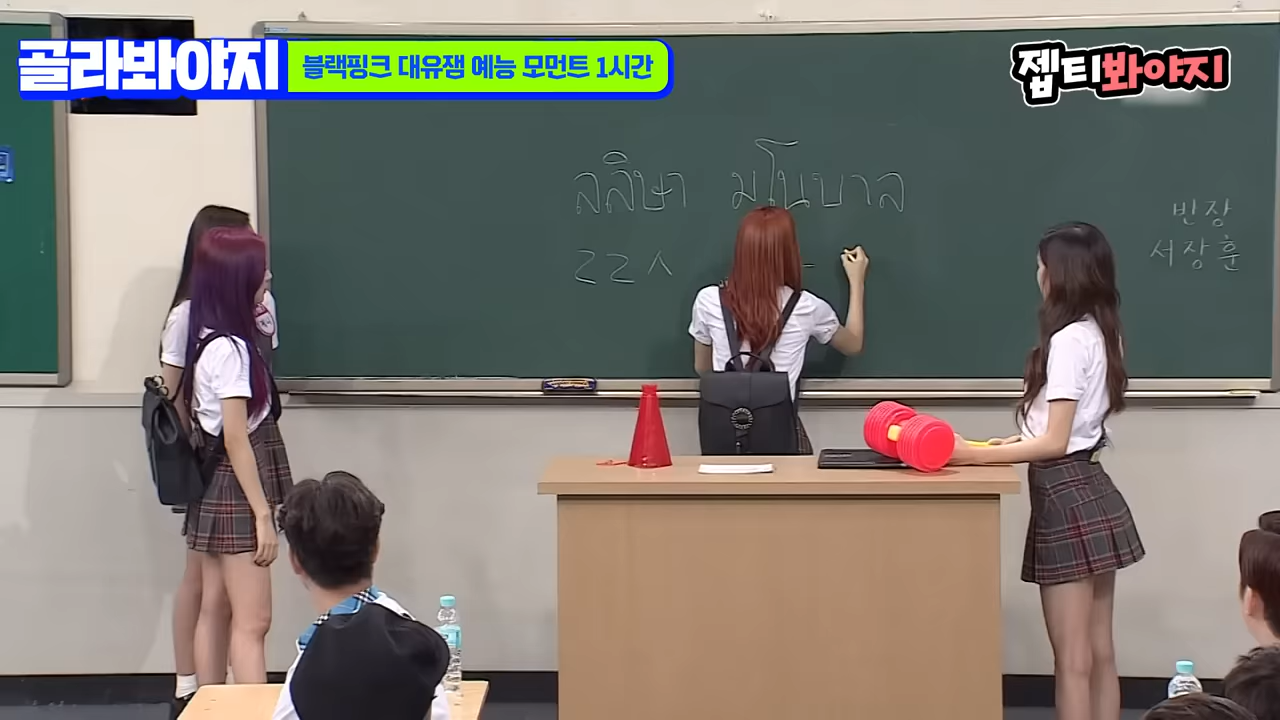 골라봐야지 블랙핑크 대유잼 예능 모먼트 1시간
젭티봐야지
ลลิษา มโนบาล
반장
서장훈